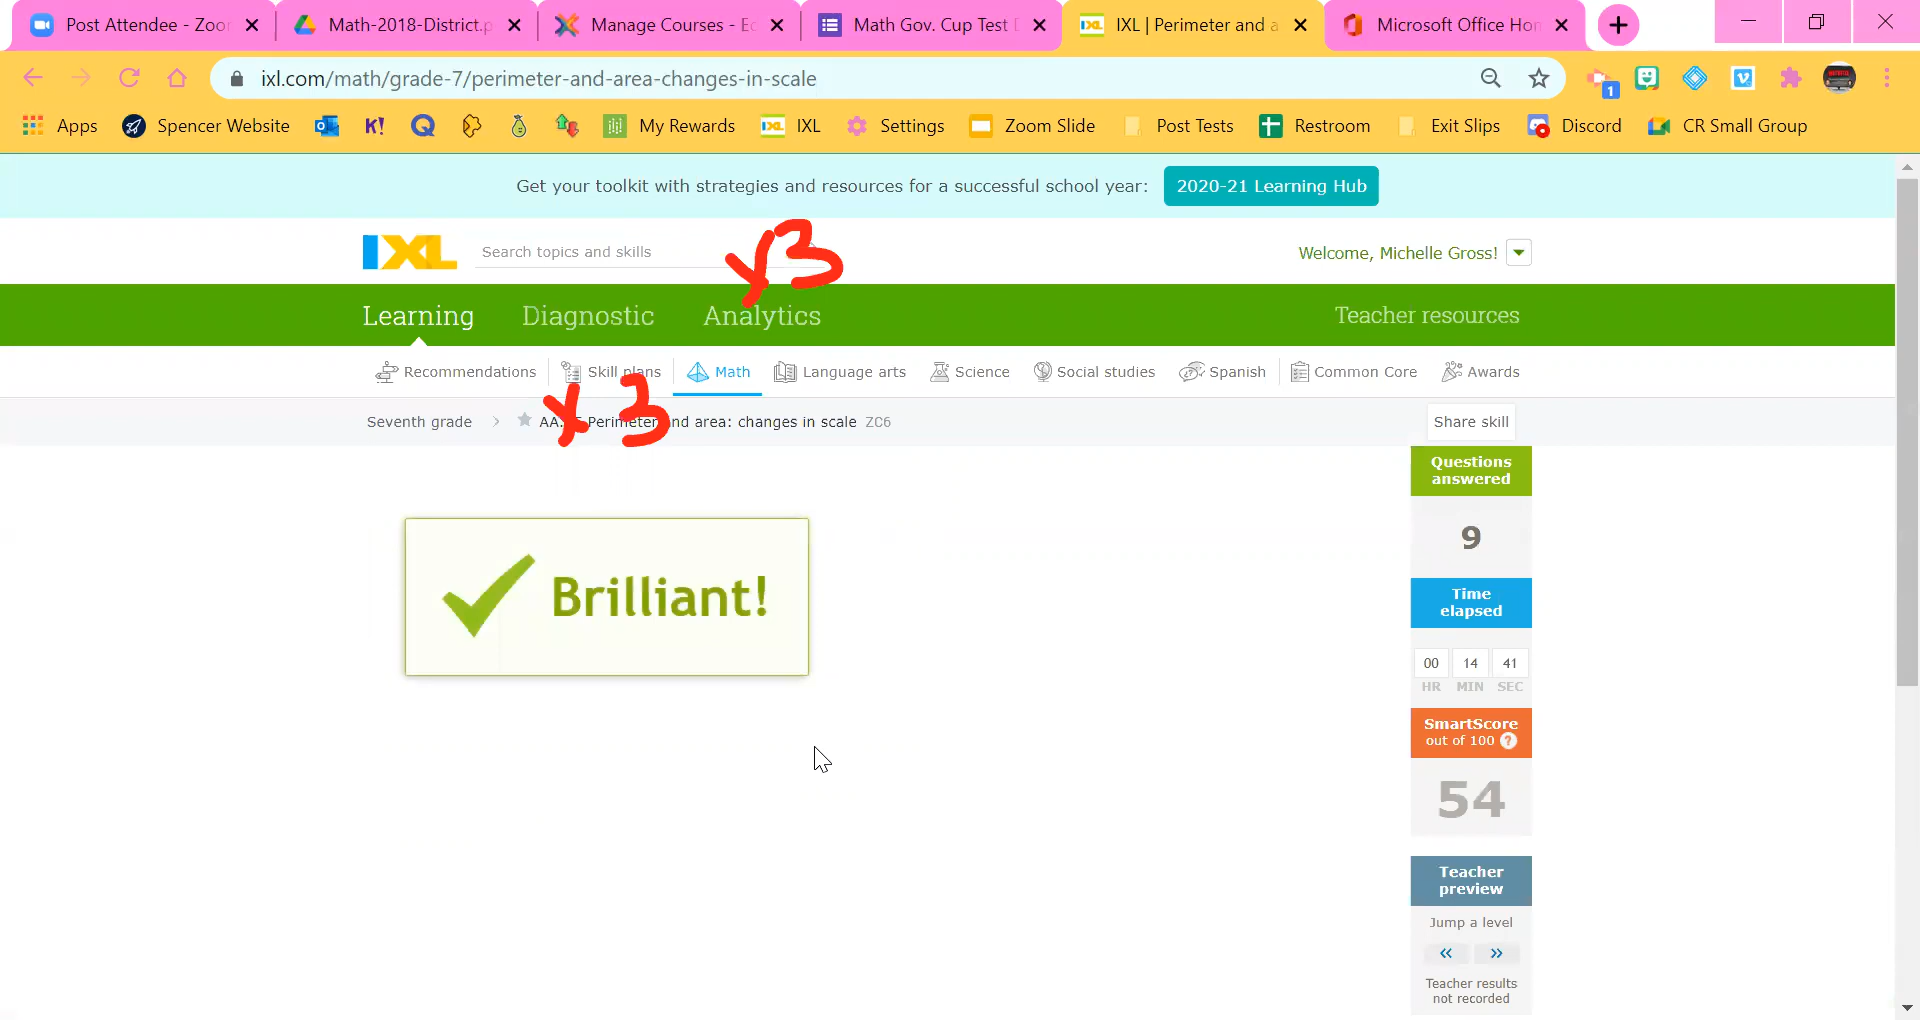 Post Attendee - Zoo
Math-2018-District.p
Manage Courses - Ec
Math Gov. Cup Test
IXL | Perimeter and a
Microsoft Office Hom
ixl.com/math/grade-7/perimeter-and-area-changes-in-scale
1
Apps
Spencer Website
K!
My Rewards
IXL
Settings
Zoom Slide
Post Tests
Restroom
Exit Slips
Discord
CR Small Group
Get your toolkit with strategies and resources for a successful school year:
2020-21 Learning Hub
IXL
Search topics and skills
x3
Welcome, Michelle Gross!
Learning
Diagnostic
Analytics
Teacher resources
Recommendations
Skill plans
Math
Language arts
Science
Social studies
Spanish
Common Core
Awards
x3
Seventh grade > Perimeter and area: changes in scale ZC6
Share skill
Questions
answered
9
Time
elapsed
00 14 41
HR MIN SEC
SmartScore
out of 100 ?
54
Brilliant!
Teacher
preview
Jump a level
« »
Teacher results
not recorded